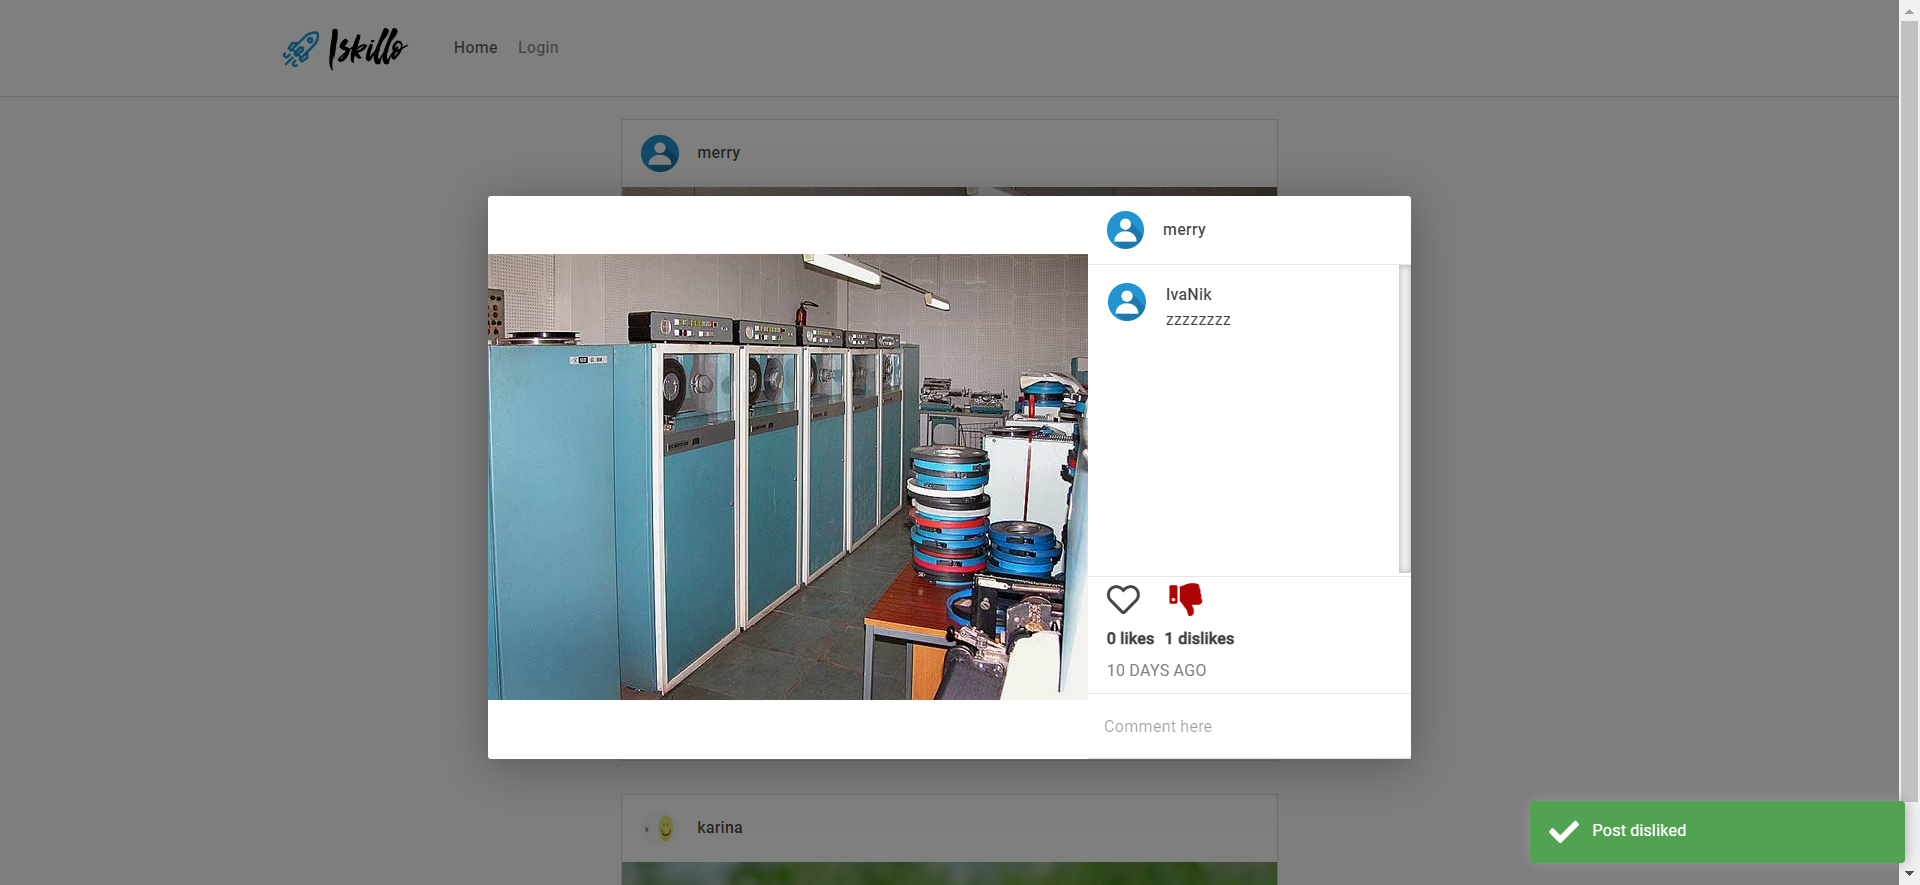 Iskillo
Home
Login
merry
merry
IvaNik
zzzzzzzz
0 likes 1 dislikes
10 DAYS AGO
Comment here
karina
Post disliked